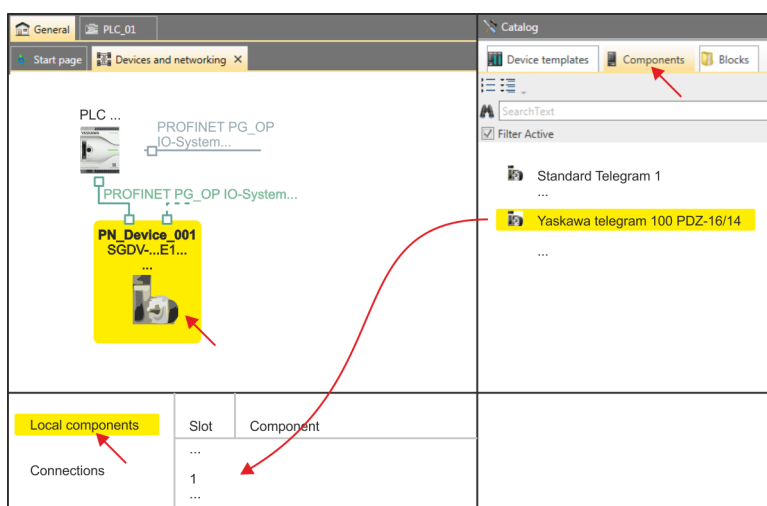 General
PLC_01
Start page
Devices and networking ×
PLC ...
PROFINET PG_OP
IO-System...
PROFINET PG_OP IO-System...
PN_Device_001
SGDV-...E1...
...
Catalog
Device templates
Components
Blocks
SearchText
Filter Active
Standard Telegram 1
...
Yaskawa telegram 100 PDZ-16/14
...
Local components
Slot
Component
...
Connections
1
...